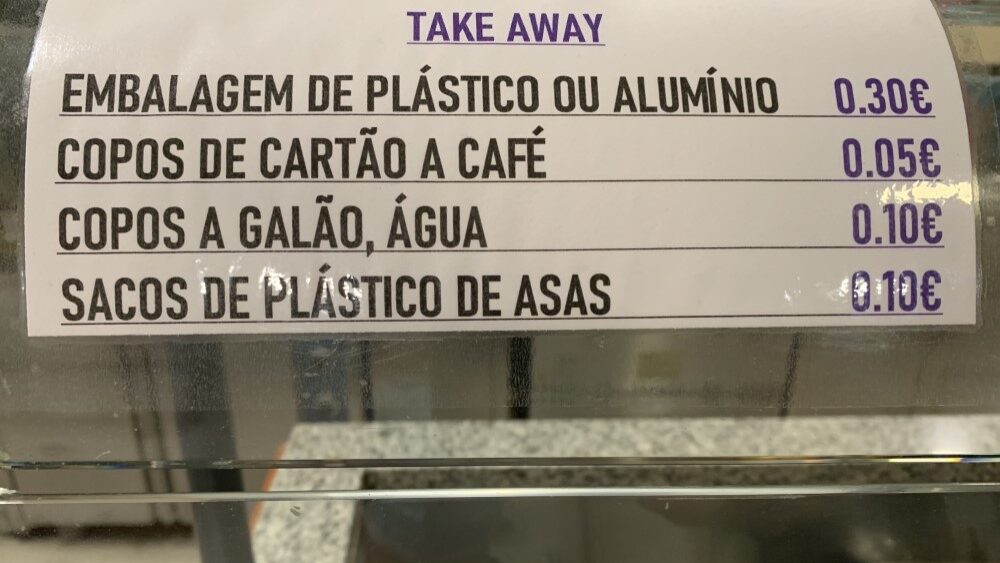 TAKE AWAY
EMBALAGEM DE PLÁSTICO OU ALUMÍNIO 0.30€
COPOS DE CARTÃO A CAFÉ 0.05€
COPOS A GALÃO, ÁGUA 0.10€
SACOS DE PLÁSTICO DE ASAS 0.10€